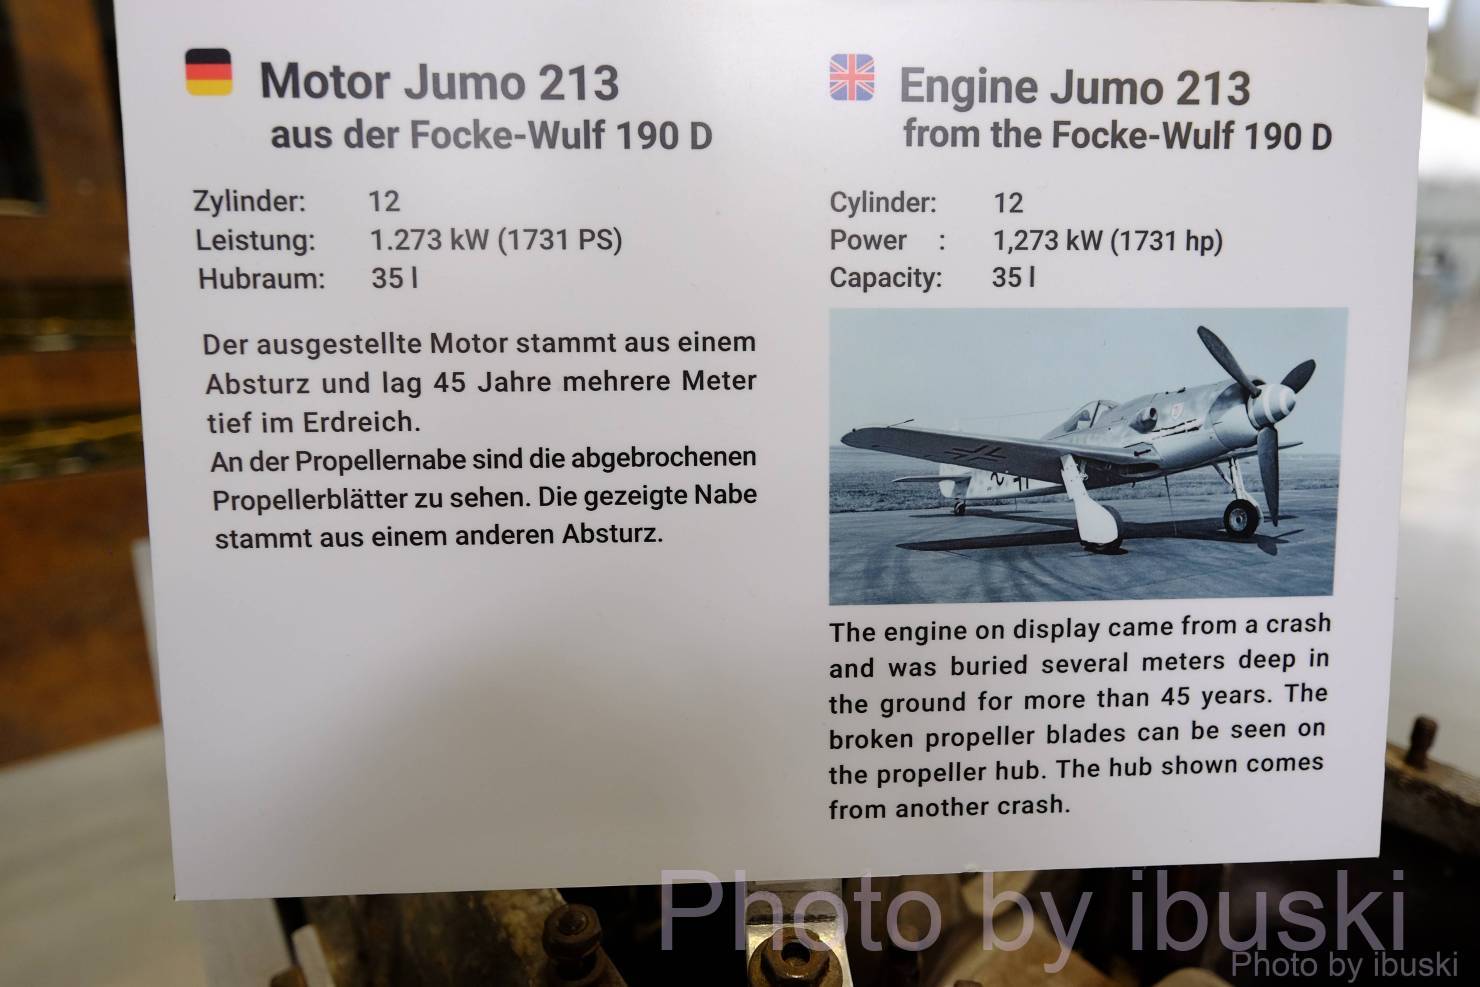 Motor Jumo 213
aus der Focke-Wulf 190 D
Zylinder: 12
Leistung: 1.273 kW (1731 PS)
Hubraum: 35 l
Der ausgestellte Motor stammt aus einem
Absturz und lag 45 Jahre mehrere Meter
tief im Erdreich.
An der Propellernabe sind die abgebrochenen
Propellerblätter zu sehen. Die gezeigte Nabe
stammt aus einem anderen Absturz.
Engine Jumo 213
from the Focke-Wulf 190 D
Cylinder: 12
Power : 1,273 kW (1731 hp)
Capacity: 35 l
The engine on display came from a crash
and was buried several meters deep in
the ground for more than 45 years. The
broken propeller blades can be seen on
the propeller hub. The hub shown comes
from another crash.
Photo by ibuski
Photo by ibuski